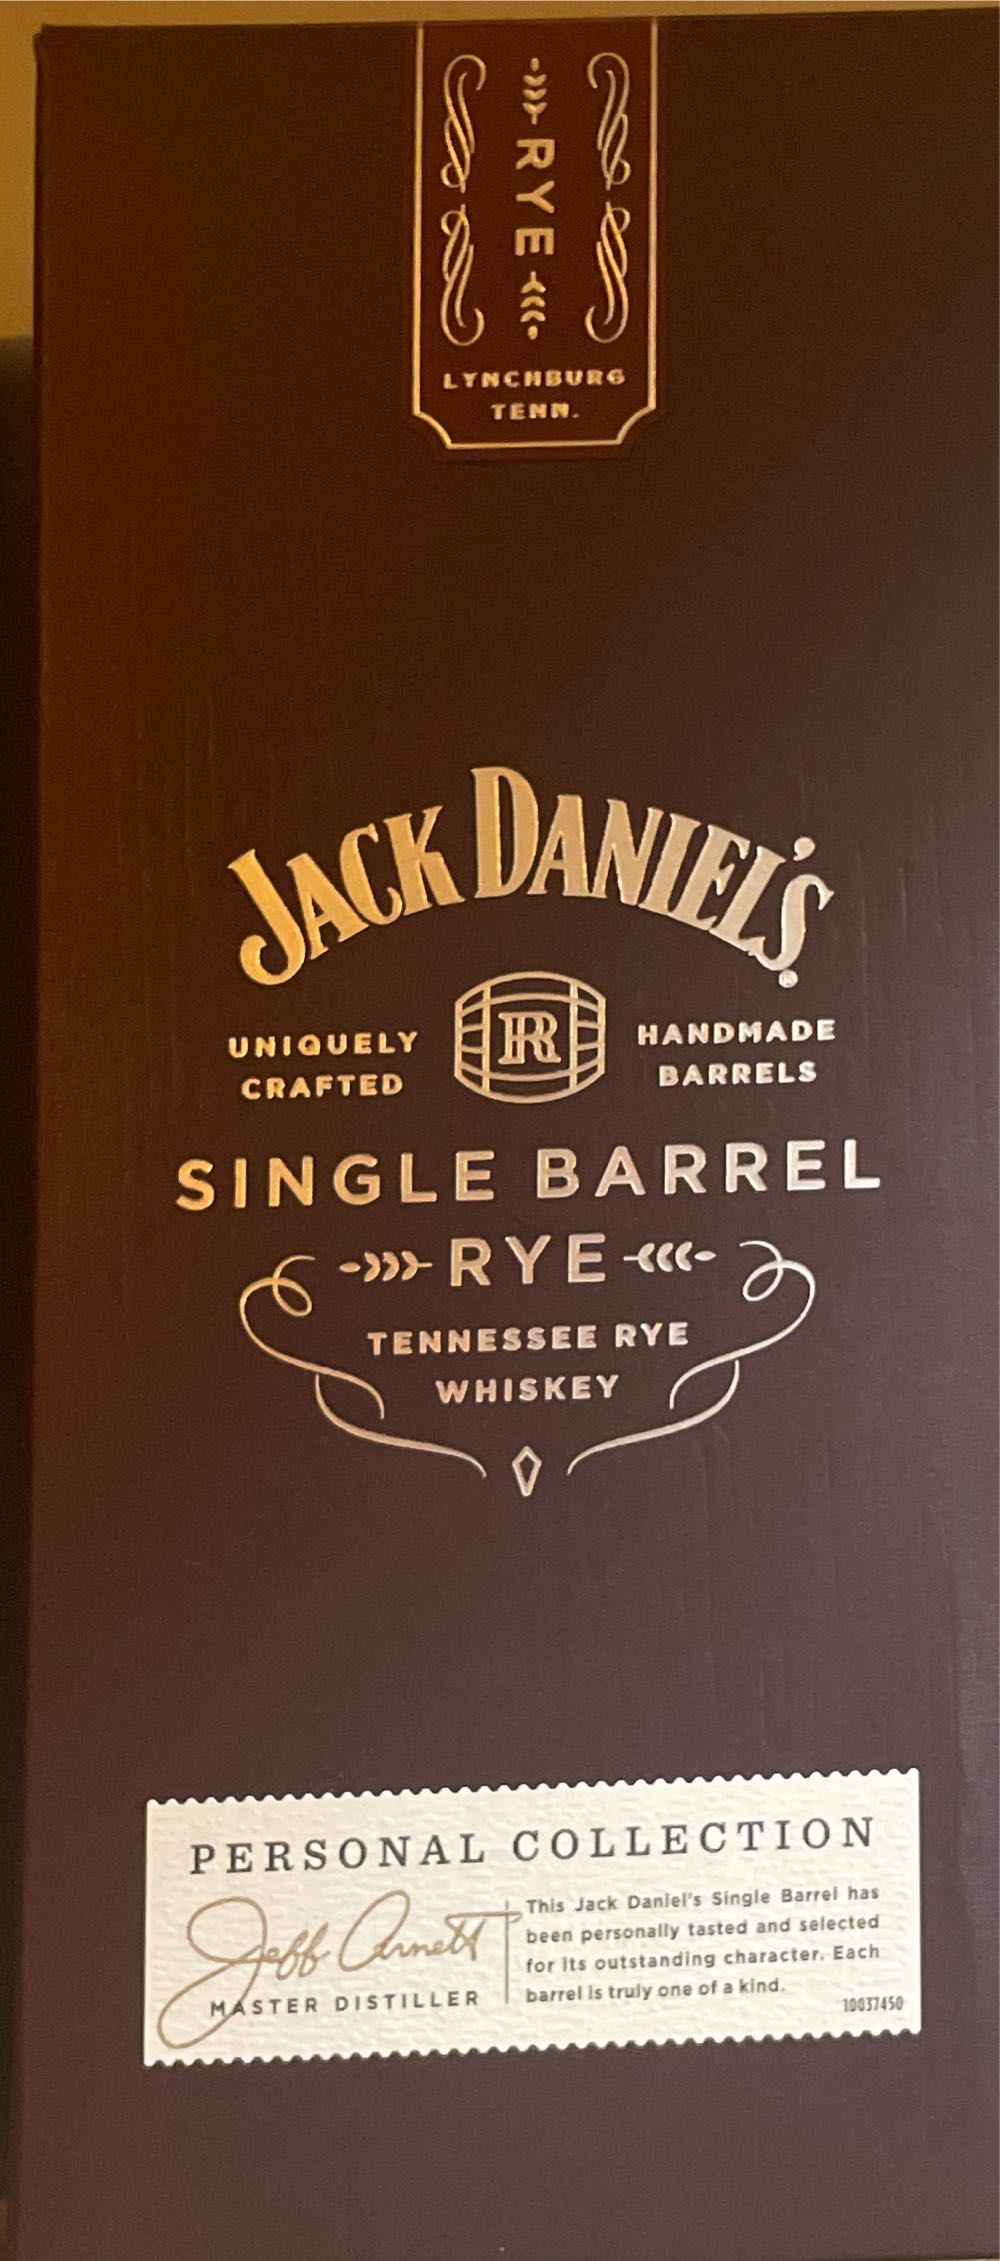 RYE
LYNCHBURG
TENN.
JACK DANIEL'S®
UNIQUELY
CRAFTED
R
HANDMADE
BARRELS
SINGLE BARREL
RYE
TENNESSEE RYE
WHISKEY
PERSONAL COLLECTION
Jeff Arnett
MASTER DISTILLER
This Jack Daniel's Single Barrel has
been personally tasted and selected
for its outstanding character. Each
barrel is truly one of a kind.
10037450